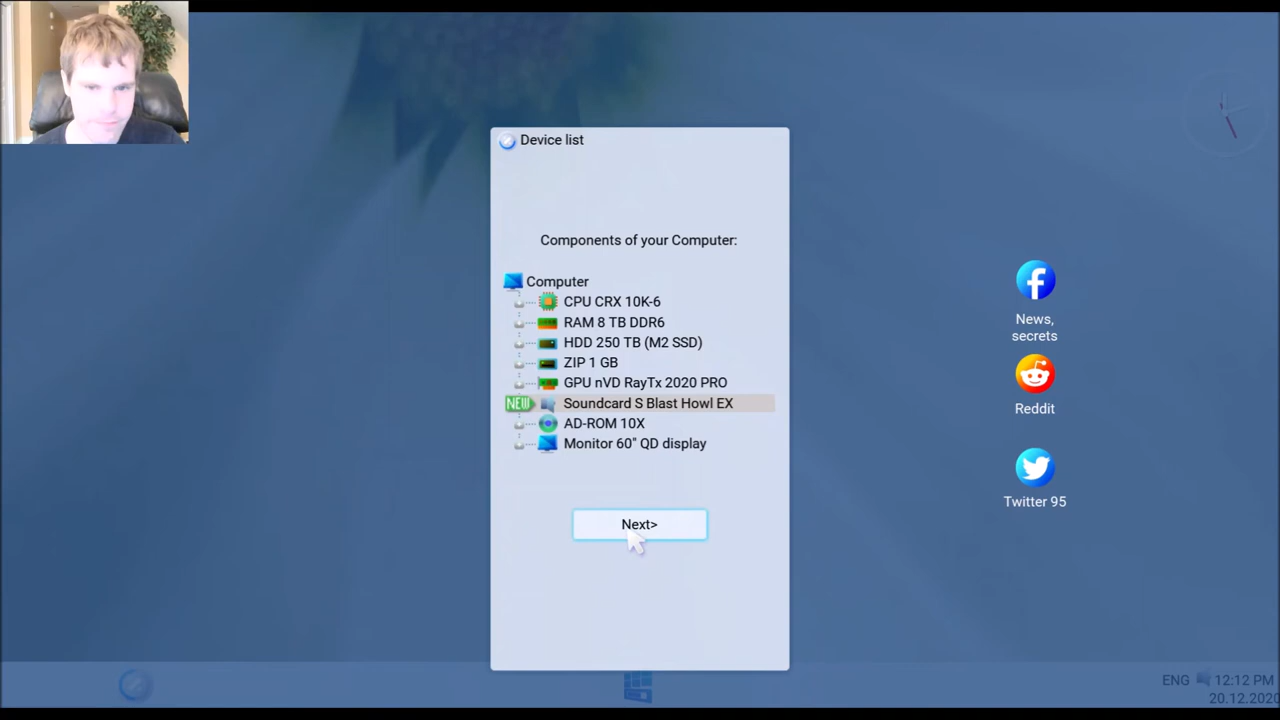 Device list
Components of your Computer:
Computer
CPU CRX 10K-6
RAM 8 TB DDR6
HDD 250 TB (M2 SSD)
ZIP 1 GB
GPU nVD RayTx 2020 PRO
NEW Soundcard S Blast Howl EX
AD-ROM 10X
Monitor 60" QD display
Next>
News,
secrets
Reddit
Twitter 95
ENG 12:12 PM
20.12.2020